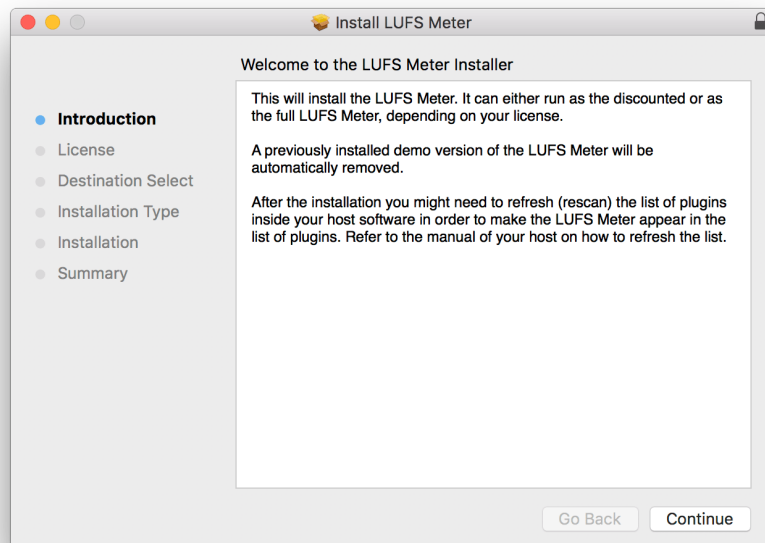 Install LUFS Meter
Welcome to the LUFS Meter Installer
Introduction
License
Destination Select
Installation Type
Installation
Summary
This will install the LUFS Meter. It can either run as the discounted or as
the full LUFS Meter, depending on your license.
A previously installed demo version of the LUFS Meter will be
automatically removed.
After the installation you might need to refresh (rescan) the list of plugins
inside your host software in order to make the LUFS Meter appear in the
list of plugins. Refer to the manual of your host on how to refresh the list.
Go Back
Continue